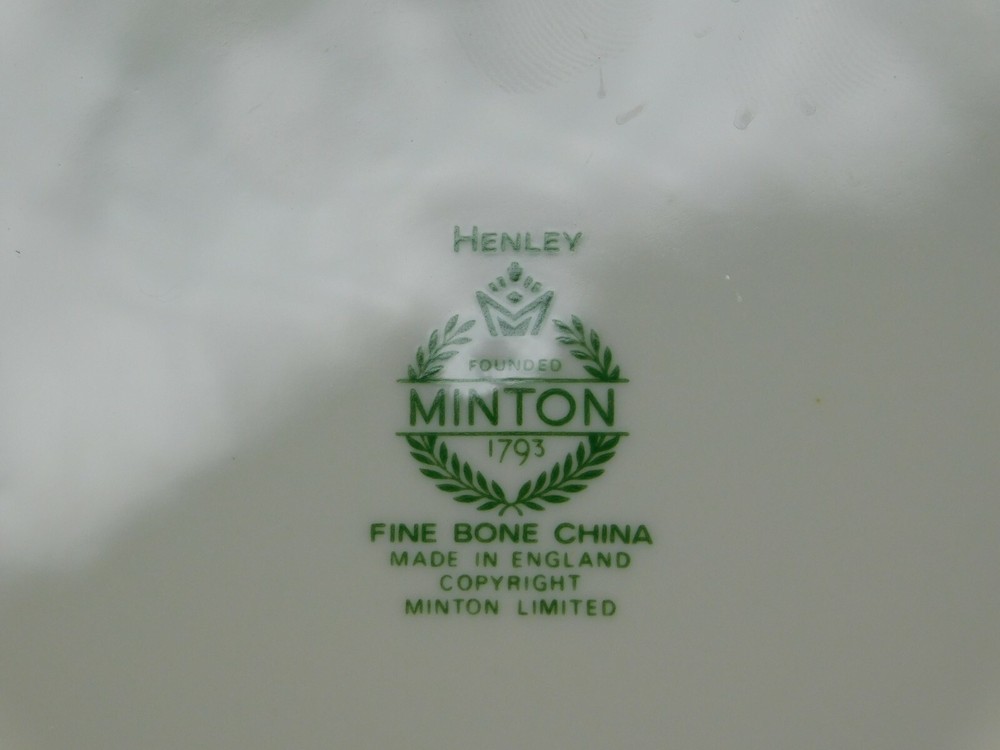 HENLEY
FOUNDED
MINTON
1793
FINE BONE CHINA
MADE IN ENGLAND
COPYRIGHT
MINTON LIMITED